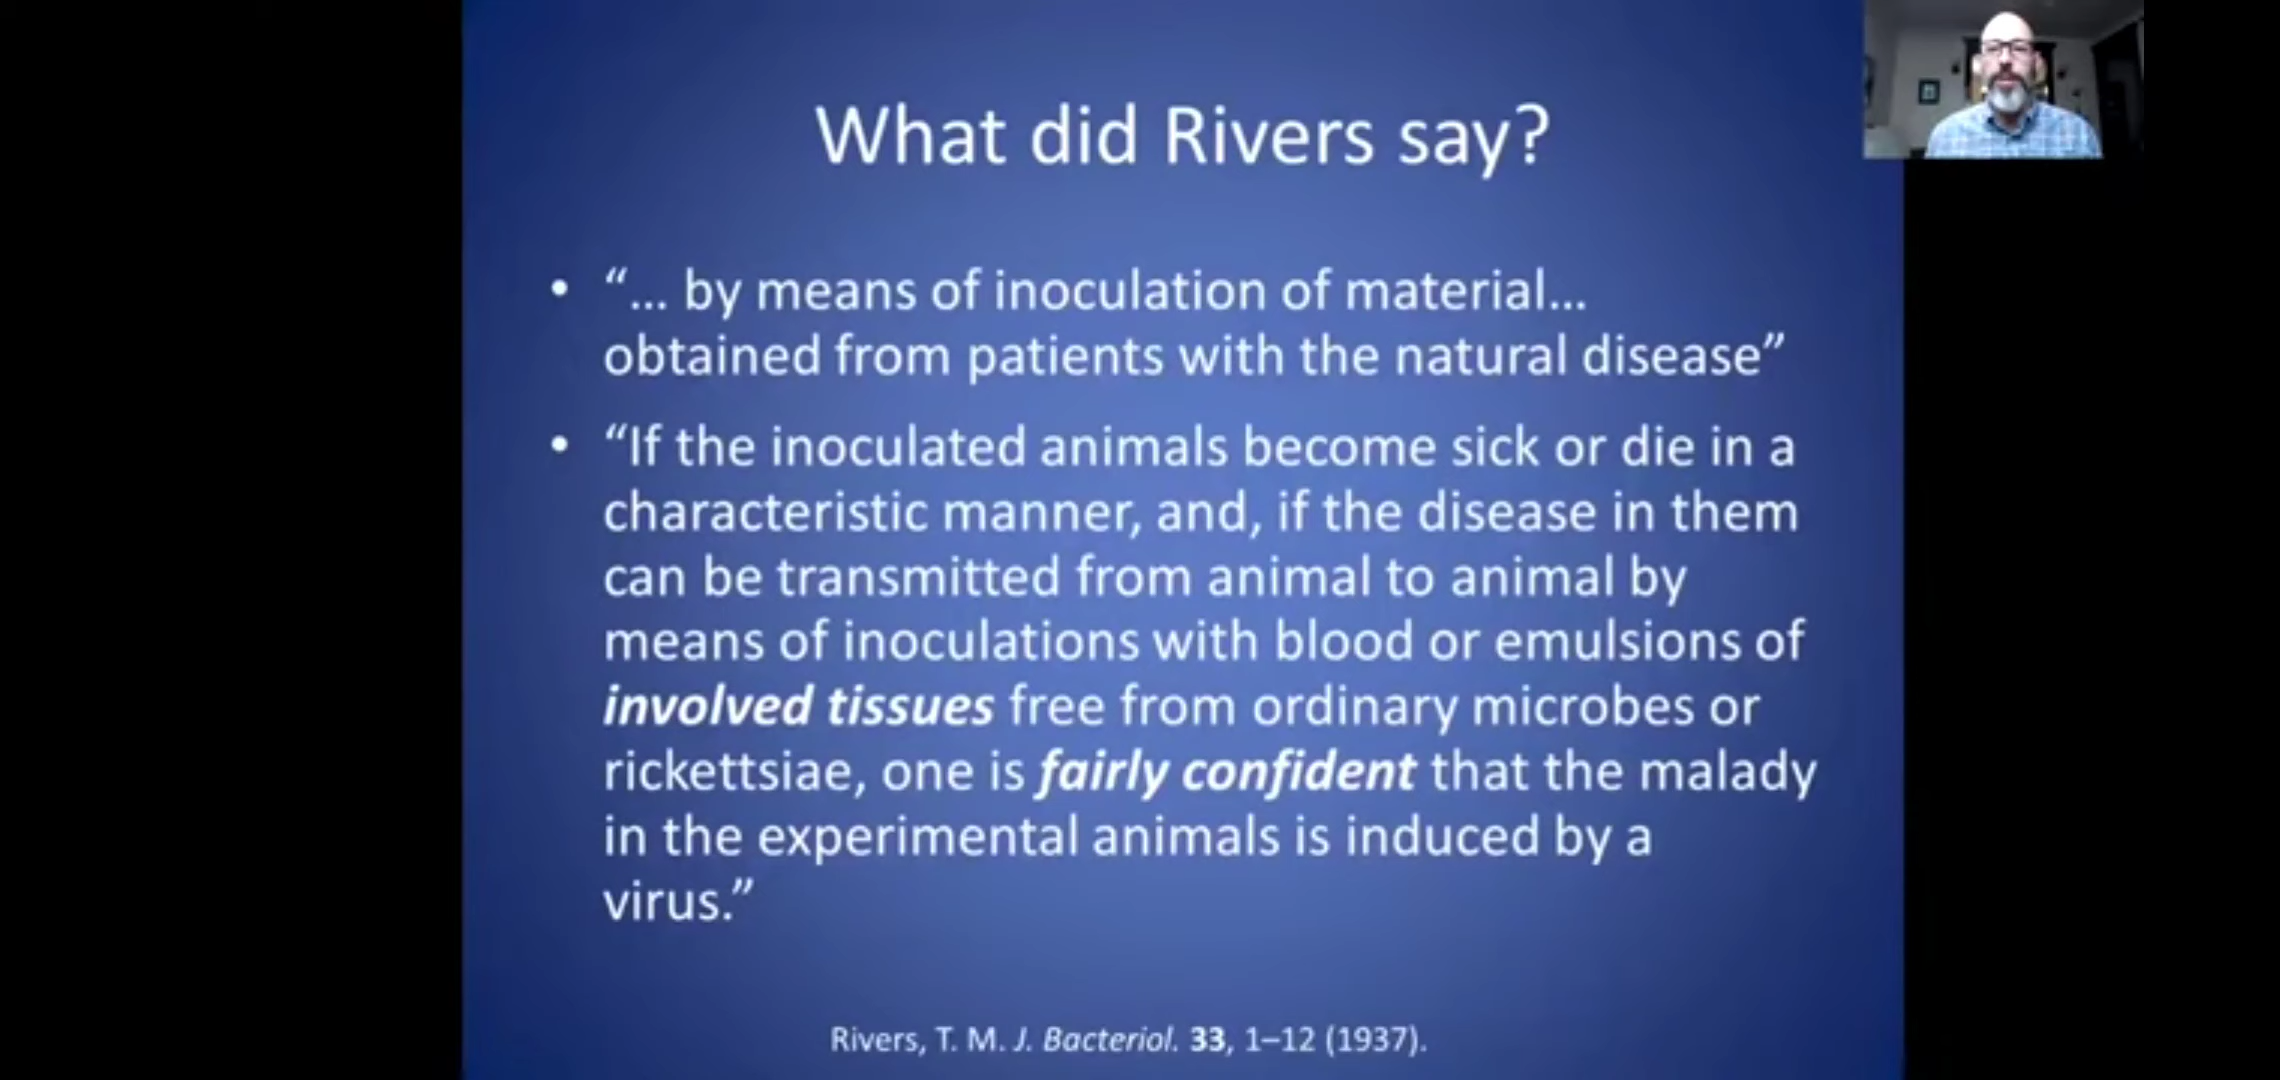 What did Rivers say?
• “... by means of inoculation of material...
obtained from patients with the natural disease”
• “If the inoculated animals become sick or die in a
characteristic manner, and, if the disease in them
can be transmitted from animal to animal by
means of inoculations with blood or emulsions of
involved tissues free from ordinary microbes or
rickettsiae, one is fairly confident that the malady
in the experimental animals is induced by a
virus.”
Rivers, T. M. J. Bacteriol. 33, 1–12 (1937).